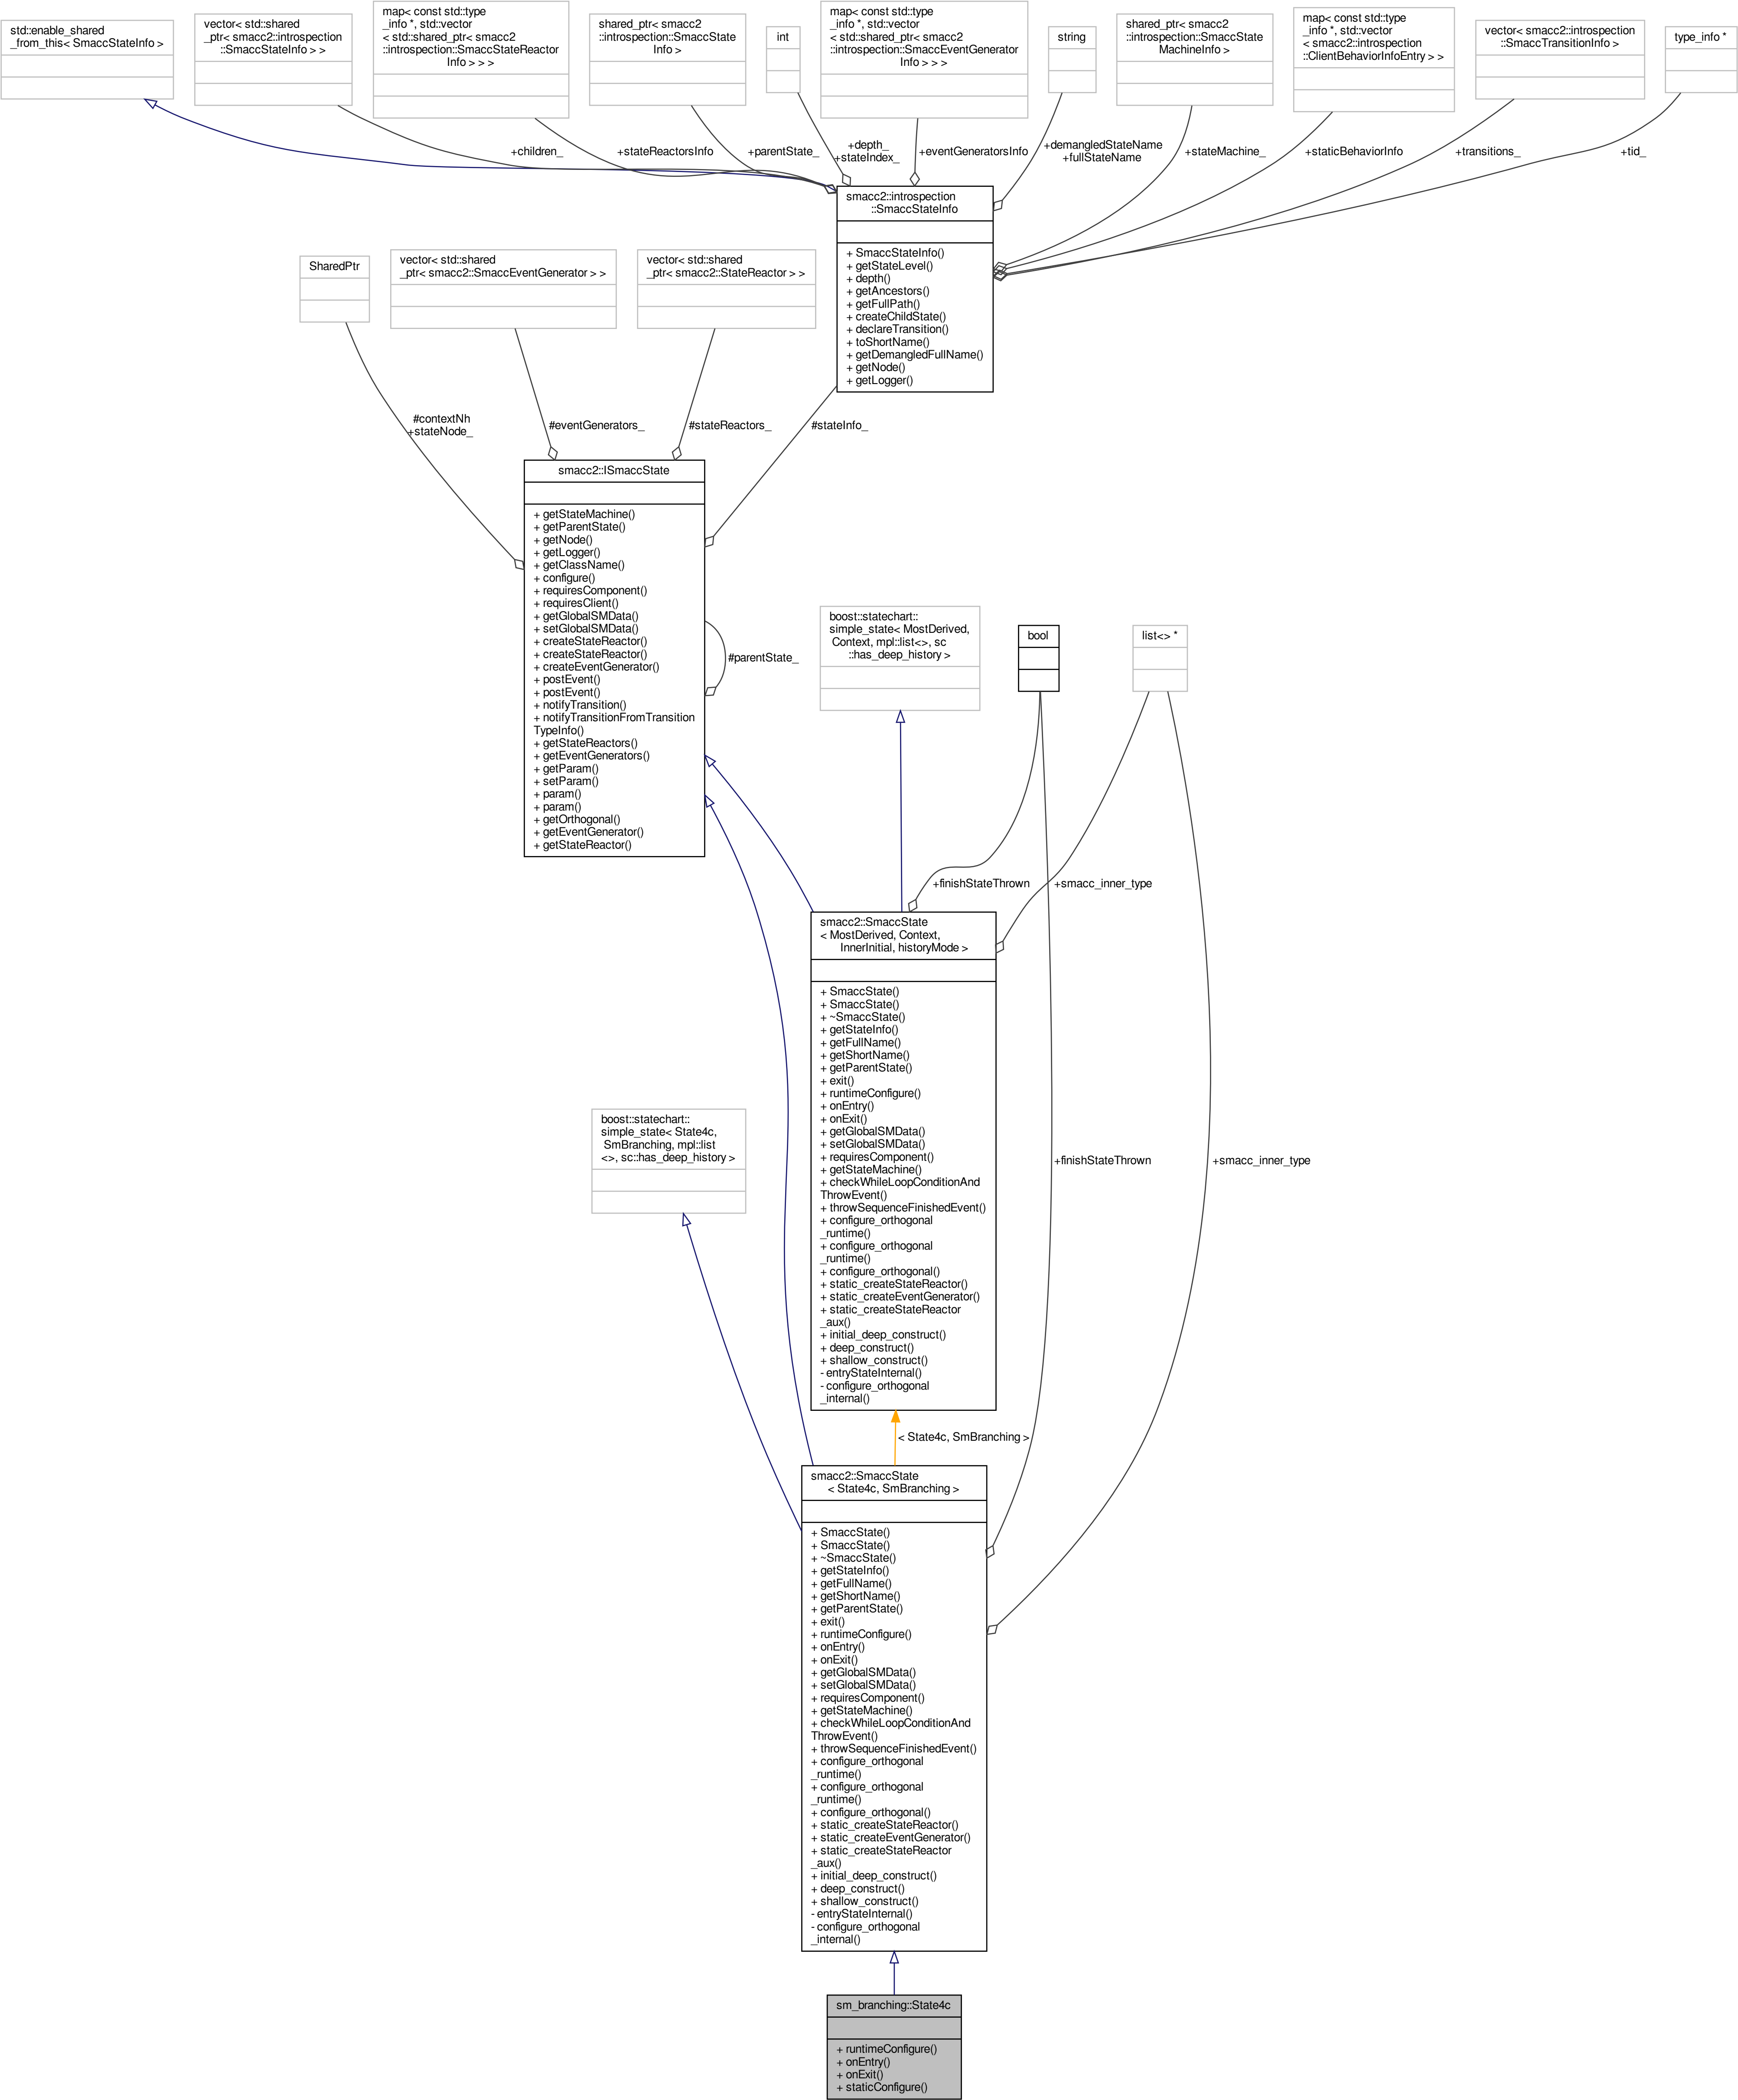 std::enable_shared
_from_this< SmaccStateInfo >
vector< std::shared
_ptr< smacc2::introspection
::SmaccStateInfo > >
map< const std::type
_info *, std::vector
< std::shared_ptr< smacc2
::introspection::SmaccStateReactor
Info > > >
shared_ptr< smacc2
::introspection::SmaccState
Info >
int
map< const std::type
_info *, std::vector
< std::shared_ptr< smacc2
::introspection::SmaccEventGenerator
Info > > >
string
shared_ptr< smacc2
::introspection::SmaccState
MachineInfo >
map< const std::type
_info *, std::vector
< smacc2::introspection
::ClientBehaviorInfoEntry > >
vector< smacc2::introspection
::SmaccTransitionInfo >
type_info *
+children_
+stateReactorsInfo
+parentState_
+depth_
+stateIndex_
+eventGeneratorsInfo
+demangledStateName
+fullStateName
+stateMachine_
+staticBehaviorInfo
+transitions_
+tid_
smacc2::introspection
::SmaccStateInfo
+ SmaccStateInfo()
+ getStateLevel()
+ depth()
+ getAncestors()
+ getFullPath()
+ createChildState()
+ declareTransition()
+ toShortName()
+ getDemangledFullName()
+ getNode()
+ getLogger()
SharedPtr
vector< std::shared
_ptr< smacc2::SmaccEventGenerator > >
vector< std::shared
_ptr< smacc2::StateReactor > >
#contextNh
+stateNode_
#eventGenerators_
#stateReactors_
#stateInfo_
smacc2::ISmaccState
+ getStateMachine()
+ getParentState()
+ getNode()
+ getLogger()
+ getClassName()
+ configure()
+ requiresComponent()
+ requiresClient()
+ getGlobalSMData()
+ setGlobalSMData()
+ createStateReactor()
+ createStateReactor()
+ createEventGenerator()
+ postEvent()
+ postEvent()
+ notifyTransition()
+ notifyTransitionFromTransition
TypeInfo()
+ getStateReactors()
+ getEventGenerators()
+ getParam()
+ setParam()
+ param()
+ param()
+ getOrthogonal()
+ getEventGenerator()
+ getStateReactor()
#parentState_
boost::statechart::
simple_state< MostDerived,
Context, mpl::list<>, sc
::has_deep_history >
bool
list<> *
+finishStateThrown
+smacc_inner_type
smacc2::SmaccState
< MostDerived, Context,
InnerInitial, historyMode >
+ SmaccState()
+ SmaccState()
+ ~SmaccState()
+ getStateInfo()
+ getFullName()
+ getShortName()
+ getParentState()
+ exit()
+ runtimeConfigure()
+ onEntry()
+ onExit()
+ getGlobalSMData()
+ setGlobalSMData()
+ requiresComponent()
+ getStateMachine()
+ checkWhileLoopConditionAnd
ThrowEvent()
+ throwSequenceFinishedEvent()
+ configure_orthogonal
_runtime()
+ configure_orthogonal
_runtime()
+ configure_orthogonal()
+ static_createStateReactor()
+ static_createEventGenerator()
+ static_createStateReactor
_aux()
+ initial_deep_construct()
+ deep_construct()
+ shallow_construct()
- entryStateInternal()
- configure_orthogonal
_internal()
boost::statechart::
simple_state< State4c,
SmBranching, mpl::list
<>, sc::has_deep_history >
+finishStateThrown
+smacc_inner_type
< State4c, SmBranching >
smacc2::SmaccState
< State4c, SmBranching >
+ SmaccState()
+ SmaccState()
+ ~SmaccState()
+ getStateInfo()
+ getFullName()
+ getShortName()
+ getParentState()
+ exit()
+ runtimeConfigure()
+ onEntry()
+ onExit()
+ getGlobalSMData()
+ setGlobalSMData()
+ requiresComponent()
+ getStateMachine()
+ checkWhileLoopConditionAnd
ThrowEvent()
+ throwSequenceFinishedEvent()
+ configure_orthogonal
_runtime()
+ configure_orthogonal
_runtime()
+ configure_orthogonal()
+ static_createStateReactor()
+ static_createEventGenerator()
+ static_createStateReactor
_aux()
+ initial_deep_construct()
+ deep_construct()
+ shallow_construct()
- entryStateInternal()
- configure_orthogonal
_internal()
sm_branching::State4c
+ runtimeConfigure()
+ onEntry()
+ onExit()
+ staticConfigure()